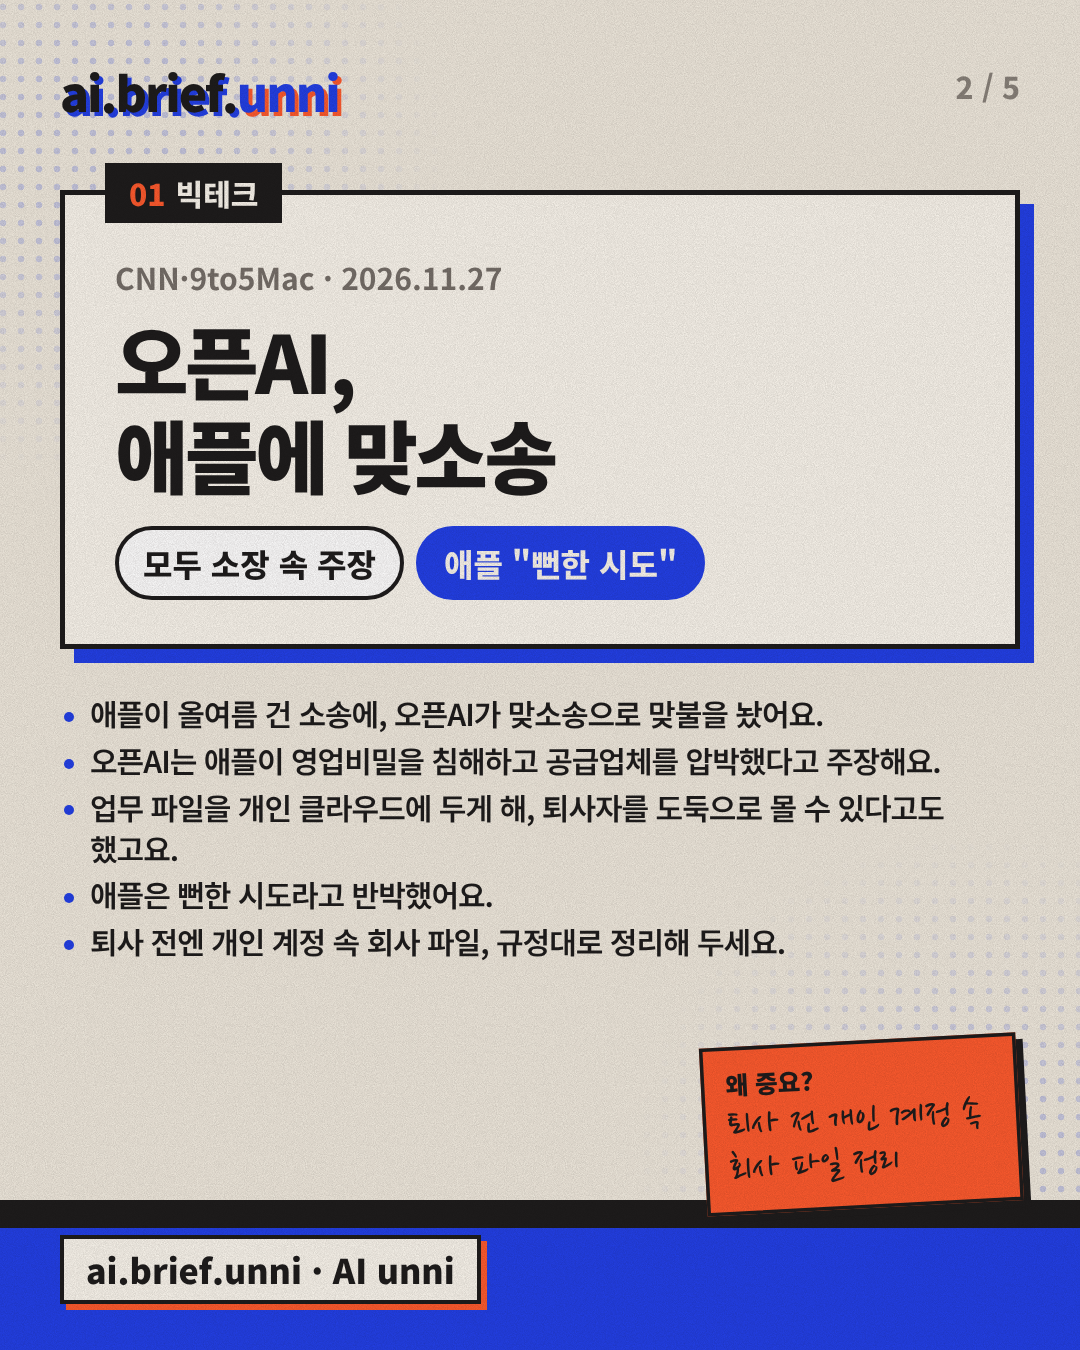 ai.brief.unni
2 / 5
01 빅테크
CNN·9to5Mac · 2026.11.27
오픈AI,
애플에 맞소송
모두 소장 속 주장
애플 "뻔한 시도"
• 애플이 올여름 건 소송에, 오픈AI가 맞소송으로 맞불을 놨어요.
• 오픈AI는 애플이 영업비밀을 침해하고 공급업체를 압박했다고 주장해요.
• 업무 파일을 개인 클라우드에 두게 해, 퇴사자를 도둑으로 몰 수 있다고도
했고요.
• 애플은 뻔한 시도라고 반박했어요.
• 퇴사 전엔 개인 계정 속 회사 파일, 규정대로 정리해 두세요.
왜 중요?
퇴사 전 개인 계정 속
회사 파일 정리
ai.brief.unni · AI unni